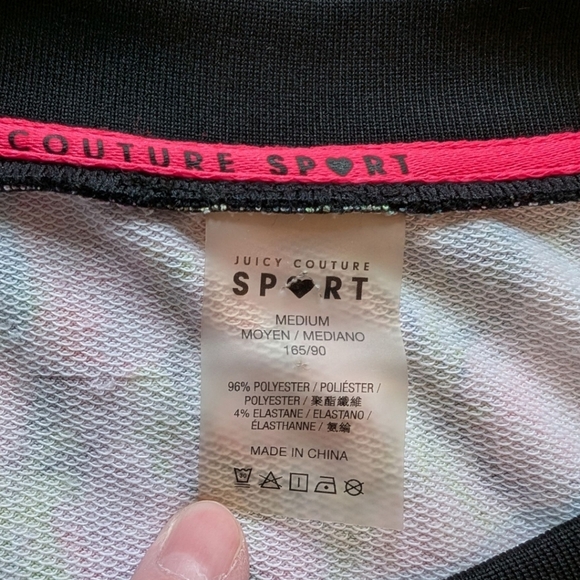 COUTURE SPORT
JUICY COUTURE
SPORT
MEDIUM
MOYEN / MEDIANO
165/90
96% POLYESTER / POLIÉSTER /
POLYESTER / 聚酯纖維
4% ELASTANE / ELASTANO /
ÉLASTHANNE / 氨綸
MADE IN CHINA